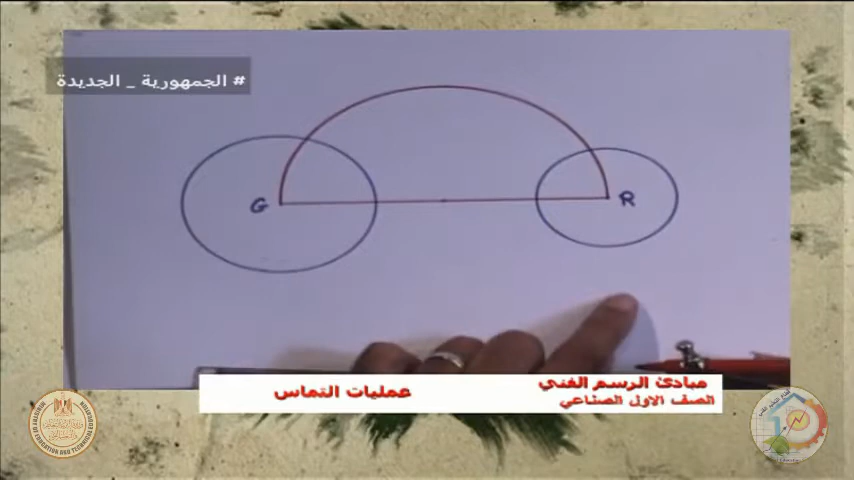 # الجمهورية _ الجديدة
G
R
مبادئ الرسم الفني
الصف الاول الصناعي
عمليات التماس